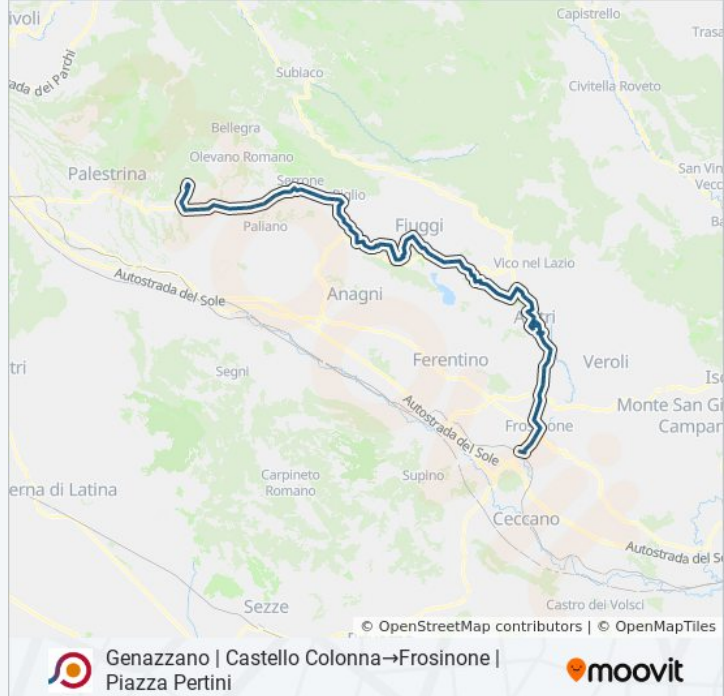 ivoli
Capistrello
Trasa
ada dei Parchi
Subiaco
Civitella Roveto
Bellegra
Olevano Romano
Palestrina
San Vin
Vecc
Serrone
Piglio
Paliano
Fiuggi
Ba
Vico nel Lazio
Autostrada del Sole
Anagni
Alatri
tri
Ferentino
Veroli
Segni
Iso
Monte San Gi
Campar
Autostrada del Sole
Frosinone
Supino
Carpineto
Romano
erna di Latina
Ceccano
Autostrada del S
Castro dei Volsci
Sezze
© OpenStreetMap contributors | © OpenMapTiles
Genazzano | Castello Colonna→Frosinone |
Piazza Pertini
moovit